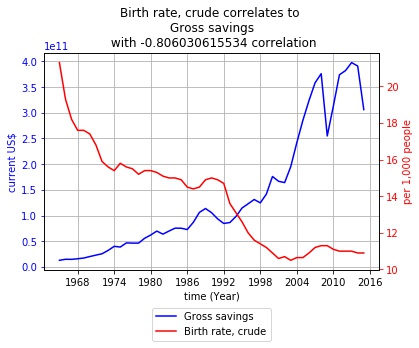 Birth rate, crude correlates to
Gross savings
with -0.806030615534 correlation
1e11
4.0
3.5
3.0
2.5
2.0
1.5
1.0
0.5
0.0
current US$
20
18
16
14
12
10
per 1,000 people
1968 1974 1980 1986 1992 1998 2004 2010 2016
time (Year)
Gross savings
Birth rate, crude